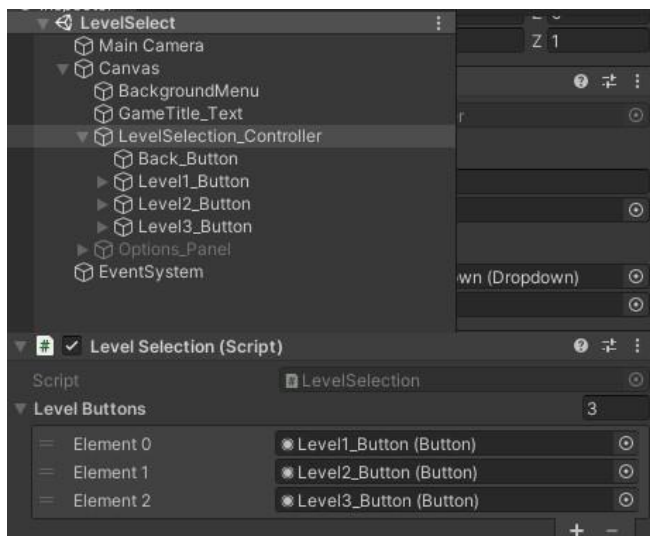 LevelSelect
Main Camera
Z 1
Canvas
BackgroundMenu
GameTitle_Text
LevelSelection_Controller
Back_Button
Level1_Button
Level2_Button
Level3_Button
Options_Panel
EventSystem
wn (Dropdown)
# Level Selection (Script)
Script # LevelSelection
Level Buttons 3
Element 0 Level1_Button (Button)
Element 1 Level2_Button (Button)
Element 2 Level3_Button (Button)
+ −